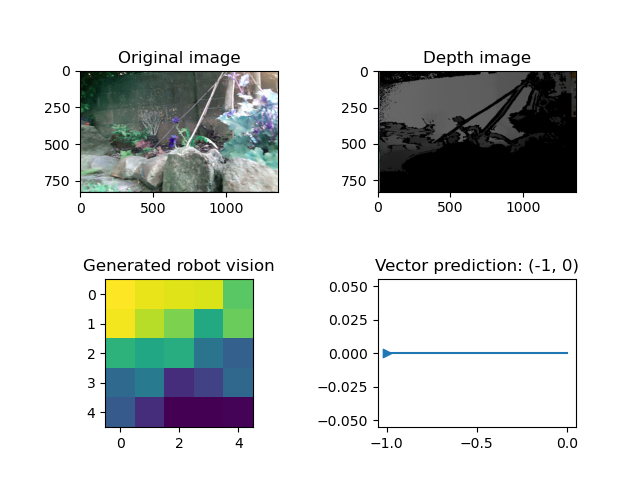 Original image
0
250
500
750
0 500 1000
Depth image
0
250
500
750
0 500 1000
Generated robot vision
0
1
2
3
4
0 2 4
Vector prediction: (-1, 0)
0.050
0.025
0.000
−0.025
−0.050
−1.0 −0.5 0.0